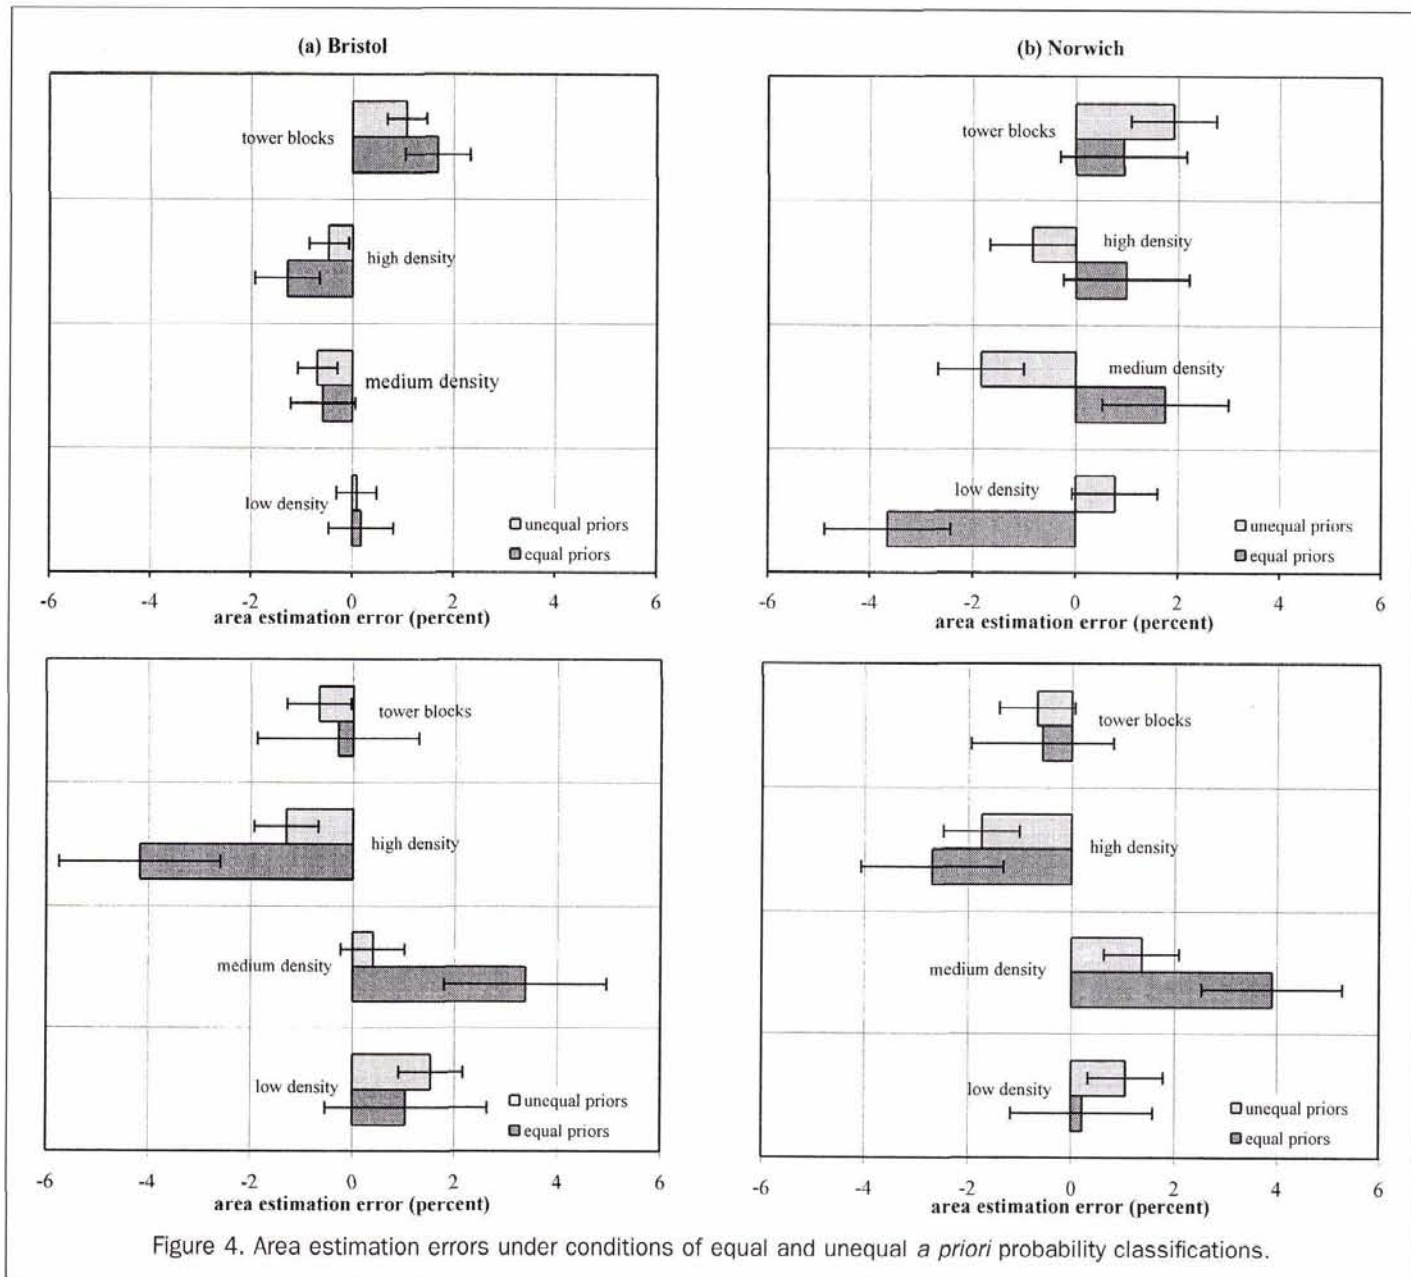 (a) Bristol
tower blocks
high density
medium density
low density
unequal priors
equal priors
-6 -4 -2 0 2 4 6
area estimation error (percent)
(b) Norwich
tower blocks
high density
medium density
low density
unequal priors
equal priors
-6 -4 -2 0 2 4 6
area estimation error (percent)
tower blocks
high density
medium density
low density
unequal priors
equal priors
-6 -4 -2 0 2 4 6
area estimation error (percent)
tower blocks
high density
medium density
low density
unequal priors
equal priors
-6 -4 -2 0 2 4 6
area estimation error (percent)
Figure 4. Area estimation errors under conditions of equal and unequal a priori probability classifications.